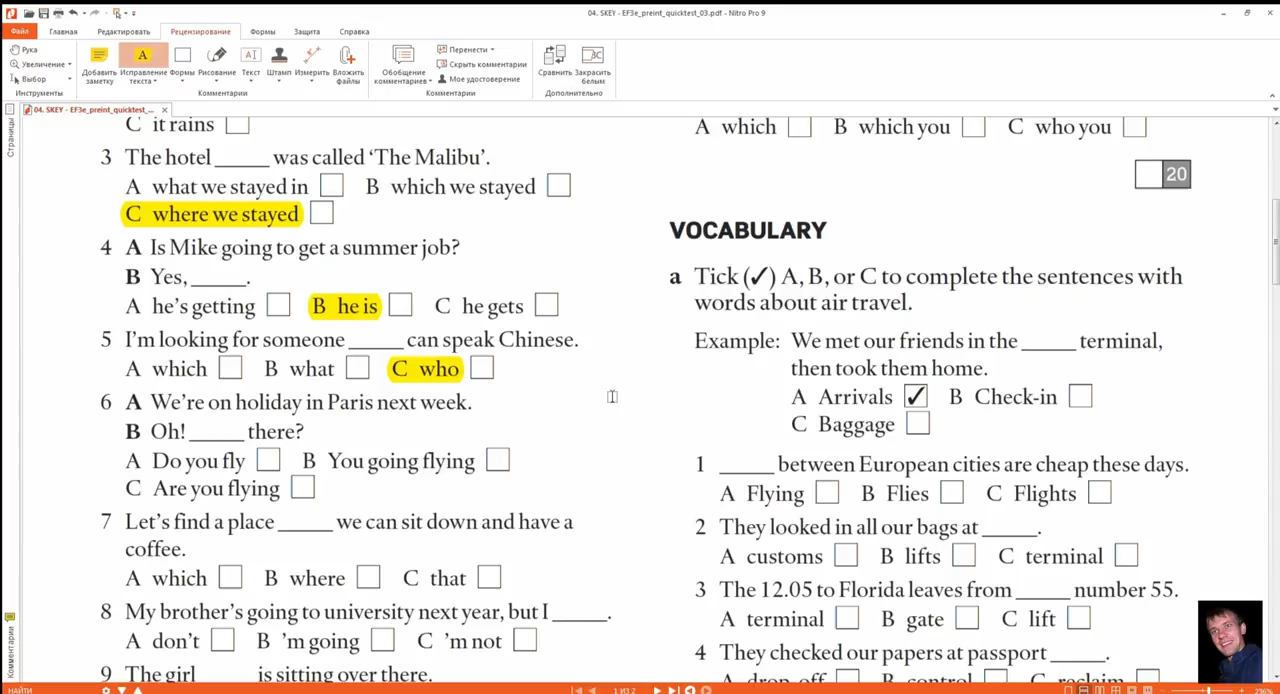 04. SKEY - EF3e_preint_quicktest_03.pdf - Nitro Pro 9
Файл
Главная
Редактировать
Рецензирование
Формы
Защита
Справка
Рука
Увеличение
Выбор
Инструменты
Добавить заметку
Исправление текста
Формы
Рисование
Текст
Штамп
Измерить
Вложить файлы
Комментарии
Обобщение комментариев
Перенести
Скрыть комментарии
Мое удостоверение
Комментарии
Сравнить
Закрасить белым
Дополнительно
04. SKEY - EF3e_preint_quicktest_...
Страницы
Комментарии
C it rains
3 The hotel _____ was called ‘The Malibu’.
A what we stayed in B which we stayed
C where we stayed
4 A Is Mike going to get a summer job?
B Yes, _____.
A he’s getting B he is C he gets
5 I’m looking for someone _____ can speak Chinese.
A which B what C who
6 A We’re on holiday in Paris next week.
B Oh! _____ there?
A Do you fly B You going flying
C Are you flying
7 Let’s find a place _____ we can sit down and have a
coffee.
A which B where C that
8 My brother’s going to university next year, but I _____.
A don’t B ’m going C ’m not
9 The girl _____ is sitting over there.
A which B which you C who you
20
VOCABULARY
a Tick (✓) A, B, or C to complete the sentences with
words about air travel.
Example: We met our friends in the _____ terminal,
then took them home.
A Arrivals ✓ B Check-in
C Baggage
1 _____ between European cities are cheap these days.
A Flying B Flies C Flights
2 They looked in all our bags at _____.
A customs B lifts C terminal
3 The 12.05 to Florida leaves from _____ number 55.
A terminal B gate C lift
4 They checked our papers at passport _____.
A drop-off B control C reclaim
НАЙТИ
1 ИЗ 2
236%